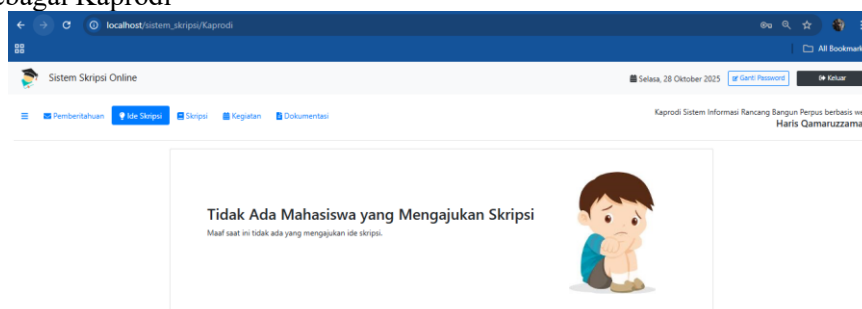 sebagai Kaprodi
localhost/sistem_skripsi/Kaprodi
All Bookmark
Sistem Skripsi Online
Selasa, 28 Oktober 2025
Ganti Password
Keluar
Pemberitahuan
Ide Skripsi
Skripsi
Kegiatan
Dokumentasi
Kaprodi Sistem Informasi Rancang Bangun Perpus berbasis we
Haris Qamaruzzama
Tidak Ada Mahasiswa yang Mengajukan Skripsi
Maaf saat ini tidak ada yang mengajukan ide skripsi.